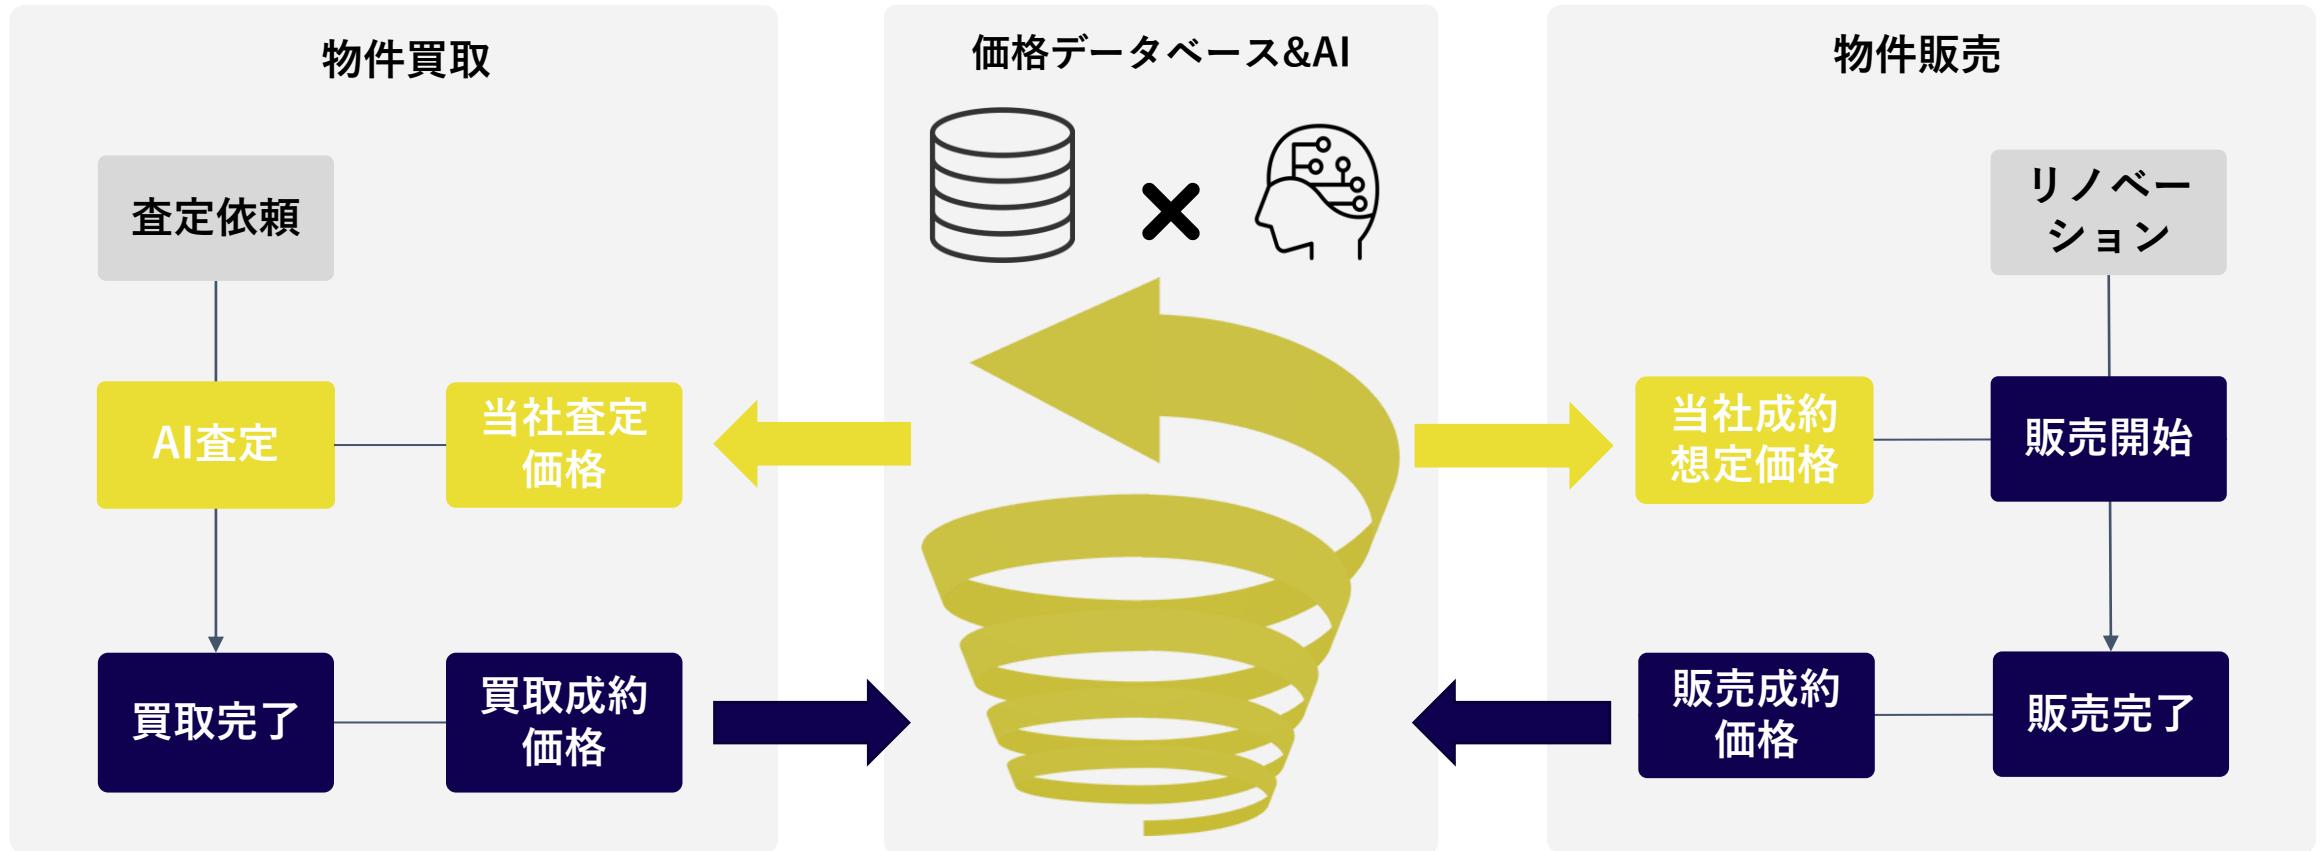 物件買取
査定依頼
AI査定
当社査定
価格
買取完了
買取成約
価格
価格データベース&AI
物件販売
リノベー
ション
当社成約
想定価格
販売開始
販売成約
価格
販売完了